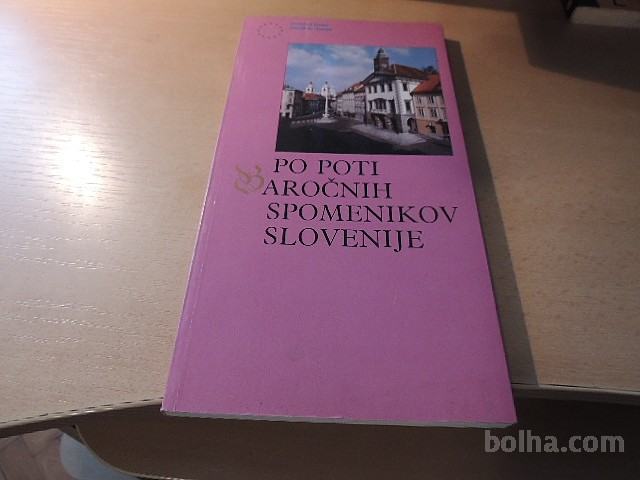 PO POTI
BAROČNIH
SPOMENIKOV
SLOVENIJE
bolha.com